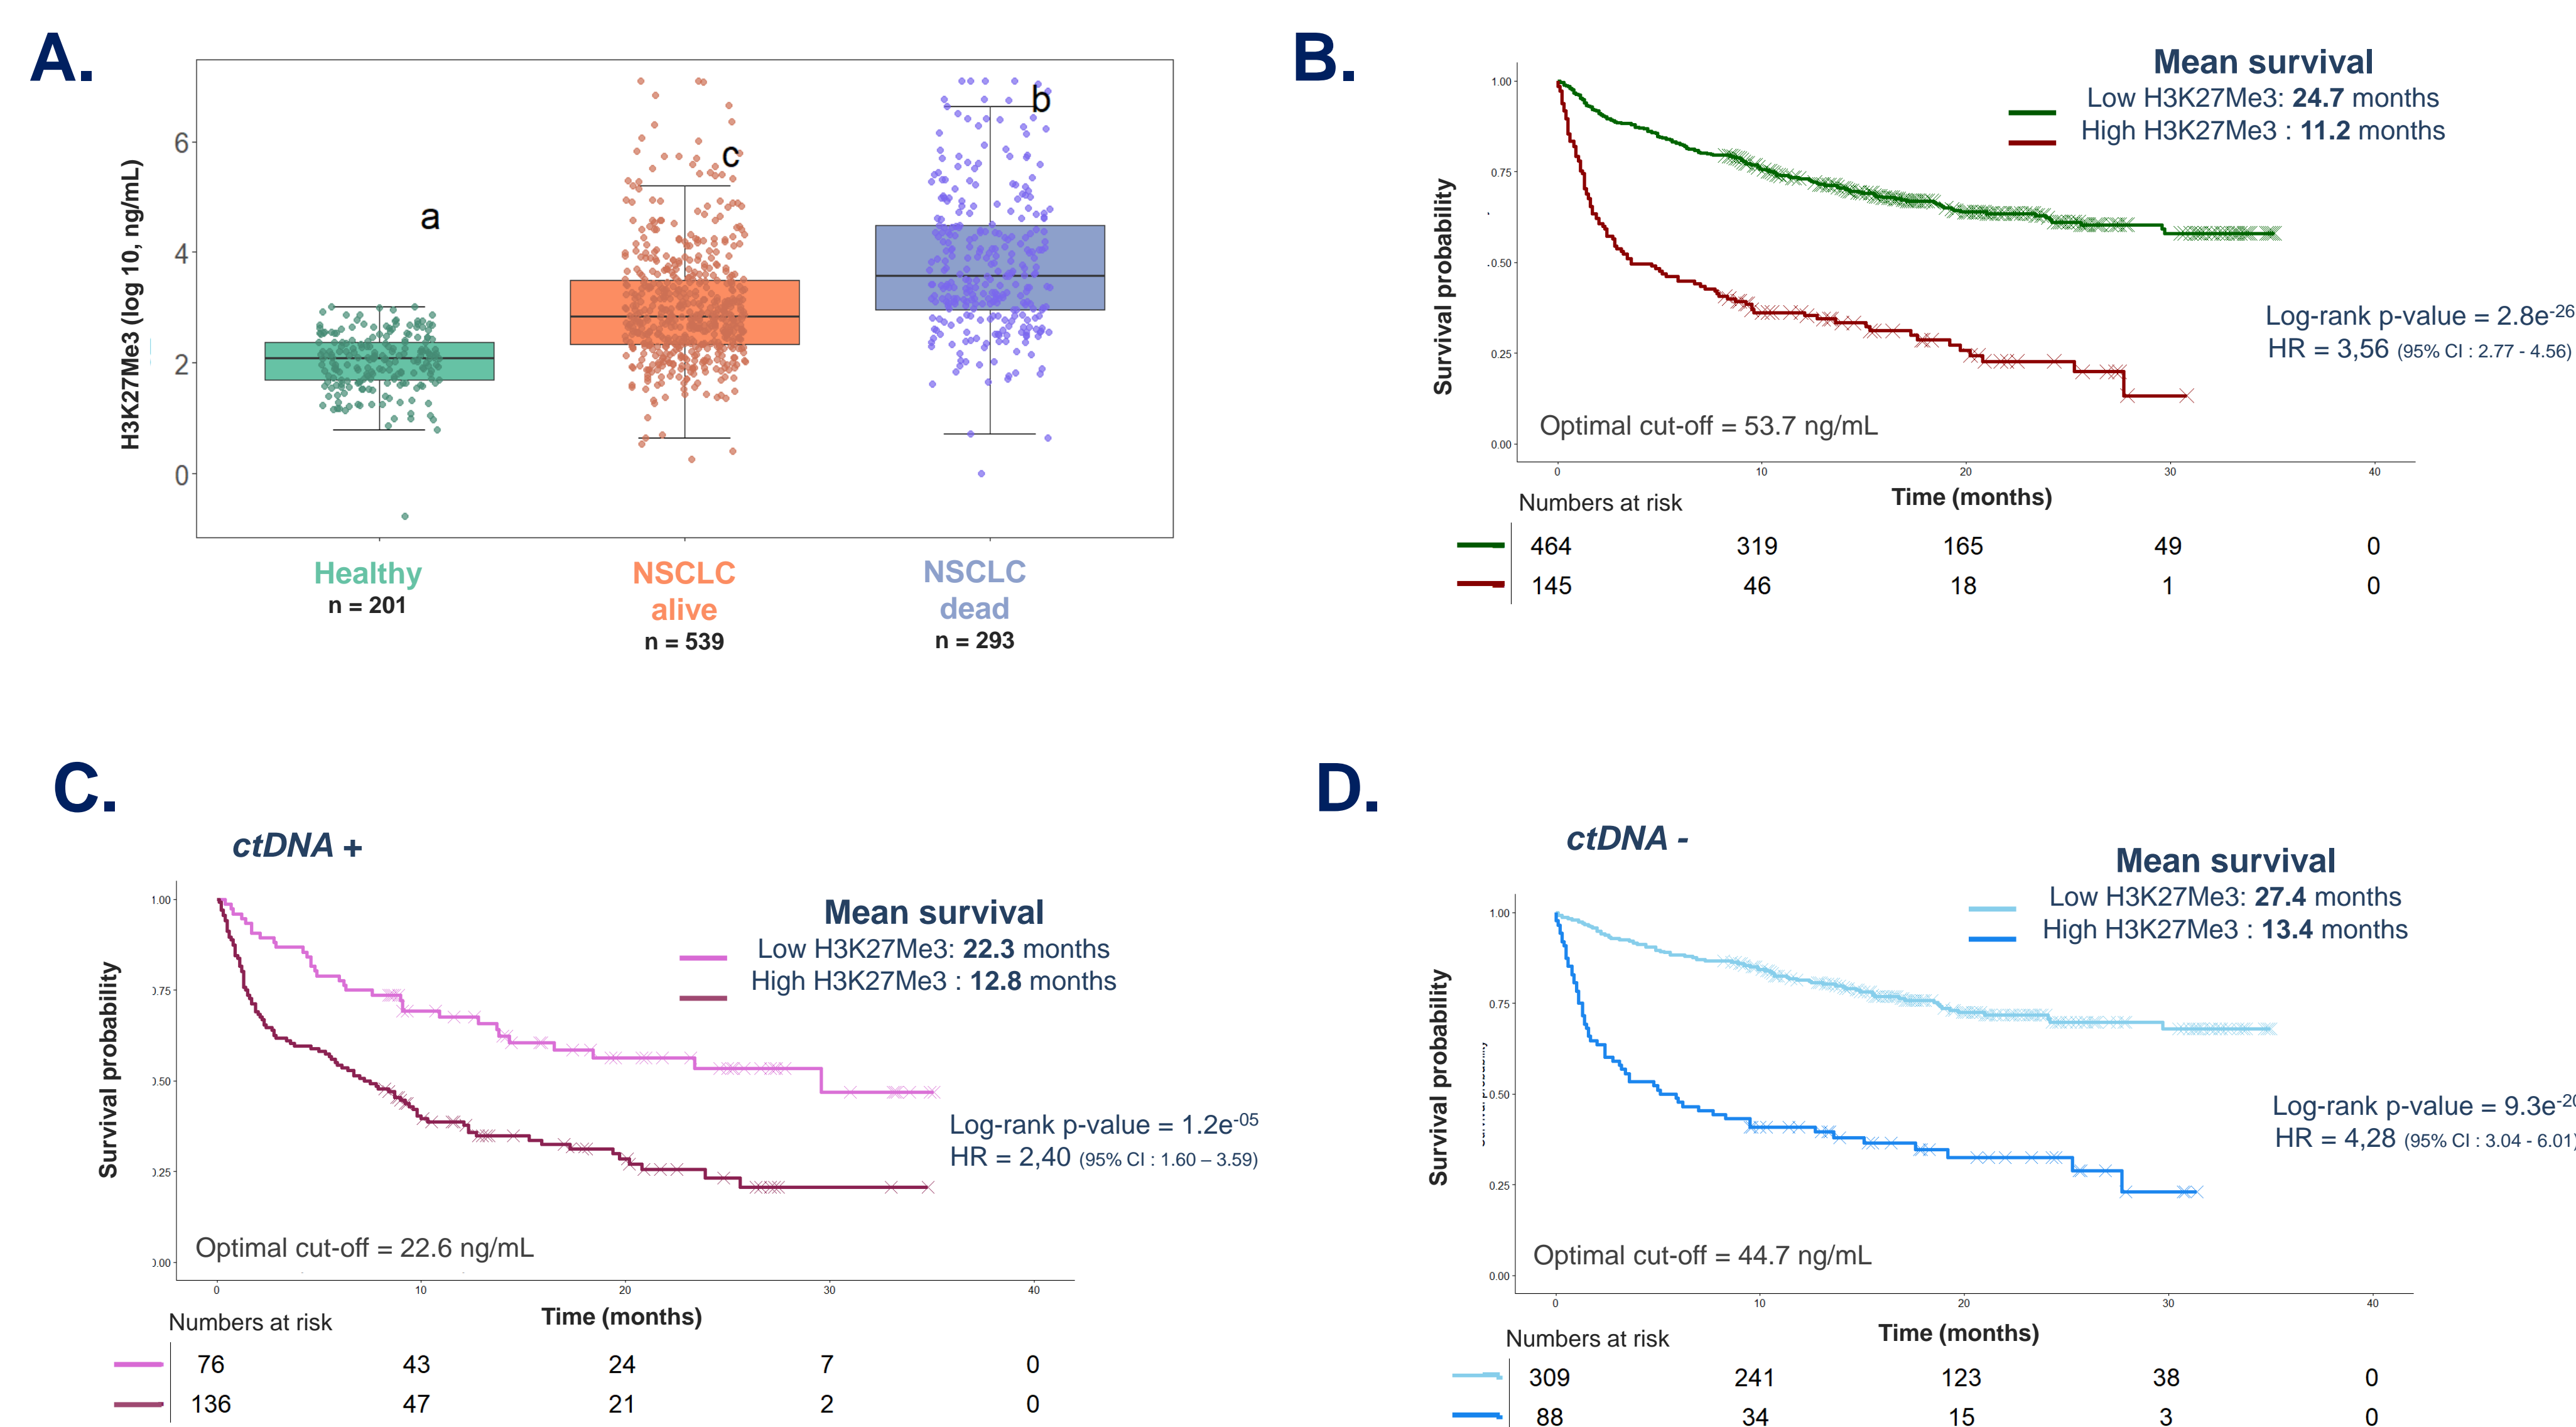 A.
H3K27Me3 (log 10, ng/mL)
6
4
2
0
a
c
b
Healthy
n = 201
NSCLC
alive
n = 539
NSCLC
dead
n = 293
B.
Mean survival
Low H3K27Me3: 24.7 months
High H3K27Me3 : 11.2 months
Survival probability
1.00
0.75
0.50
0.25
0.00
Log-rank p-value = 2.8e-26
HR = 3,56 (95% CI : 2.77 - 4.56)
Optimal cut-off = 53.7 ng/mL
0 10 20 30 40
Time (months)
Numbers at risk
464 319 165 49 0
145 46 18 1 0
C.
ctDNA +
Mean survival
Low H3K27Me3: 22.3 months
High H3K27Me3 : 12.8 months
Survival probability
1.00
0.75
0.50
0.25
0.00
Log-rank p-value = 1.2e-05
HR = 2,40 (95% CI : 1.60 – 3.59)
Optimal cut-off = 22.6 ng/mL
0 10 20 30 40
Time (months)
Numbers at risk
76 43 24 7 0
136 47 21 2 0
D.
ctDNA -
Mean survival
Low H3K27Me3: 27.4 months
High H3K27Me3 : 13.4 months
Survival probability
1.00
0.75
0.50
0.25
0.00
Log-rank p-value = 9.3e-20
HR = 4,28 (95% CI : 3.04 - 6.01)
Optimal cut-off = 44.7 ng/mL
0 10 20 30 40
Time (months)
Numbers at risk
309 241 123 38 0
88 34 15 3 0